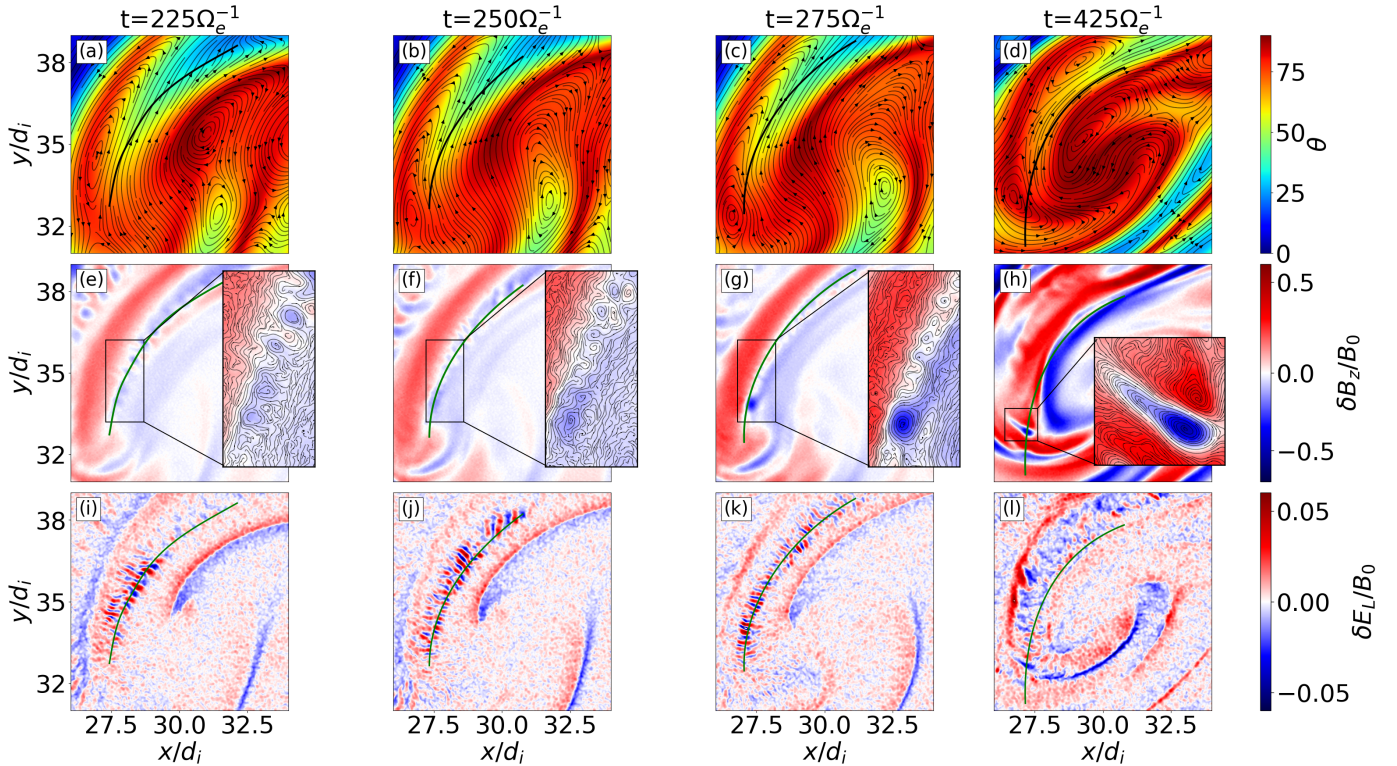 t=225Ω_e^{-1} t=250Ω_e^{-1} t=275Ω_e^{-1} t=425Ω_e^{-1}
(a) (b) (c) (d)
y/d_i 38 35 32
75 50 25 0 θ
(e) (f) (g) (h)
y/d_i 38 35 32
0.5 0.0 −0.5 δB_z/B_0
(i) (j) (k) (l)
y/d_i 38 35 32
0.05 0.00 −0.05 δE_L/B_0
27.5 30.0 32.5 27.5 30.0 32.5 27.5 30.0 32.5 27.5 30.0 32.5
x/d_i x/d_i x/d_i x/d_i